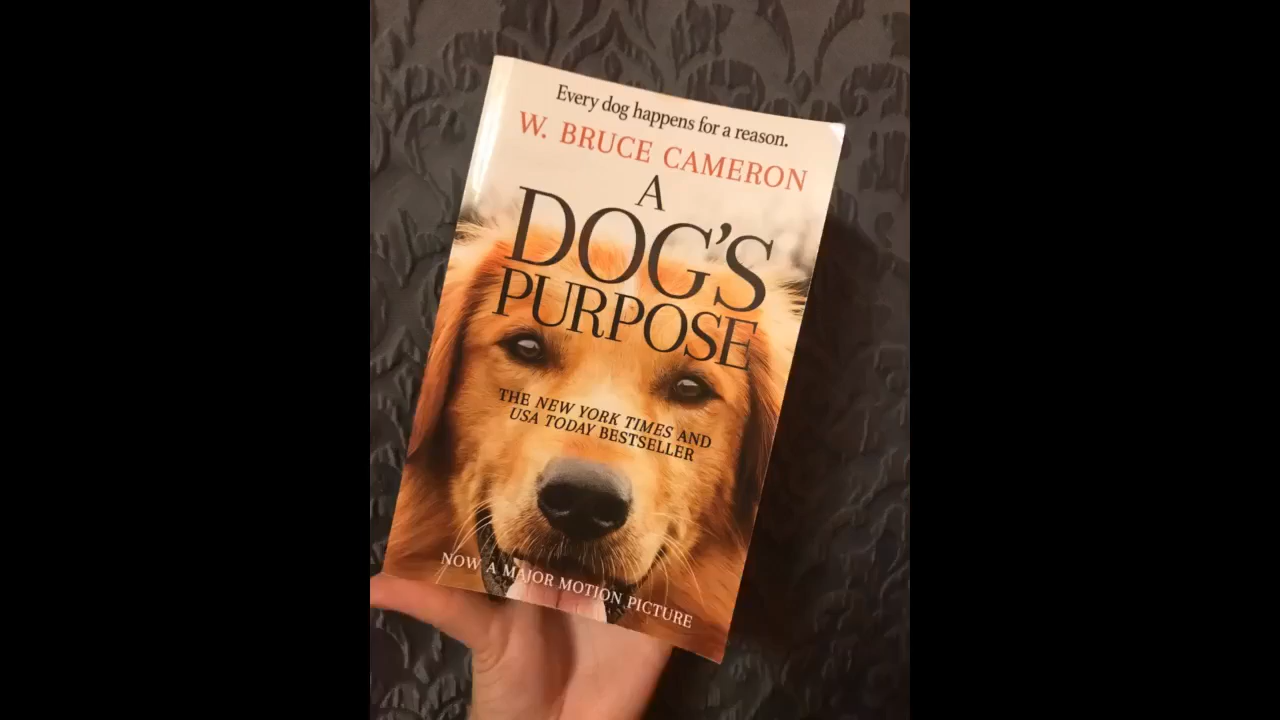 Every dog happens for a reason.
W. BRUCE CAMERON
A
DOG'S
PURPOSE
THE NEW YORK TIMES AND
USA TODAY BESTSELLER
NOW A MAJOR MOTION PICTURE